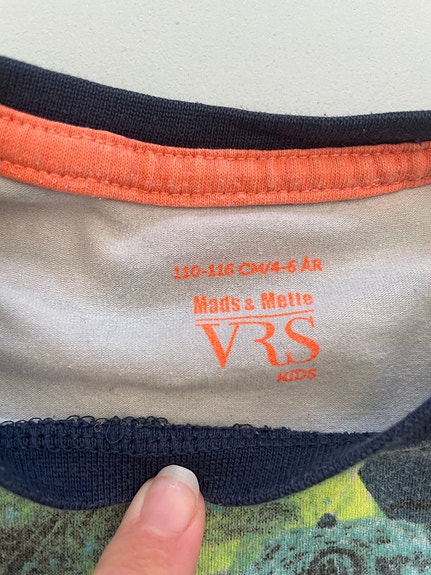 110-116 CM/4-6 ÅR
Mads & Mette
VRS
KIDS